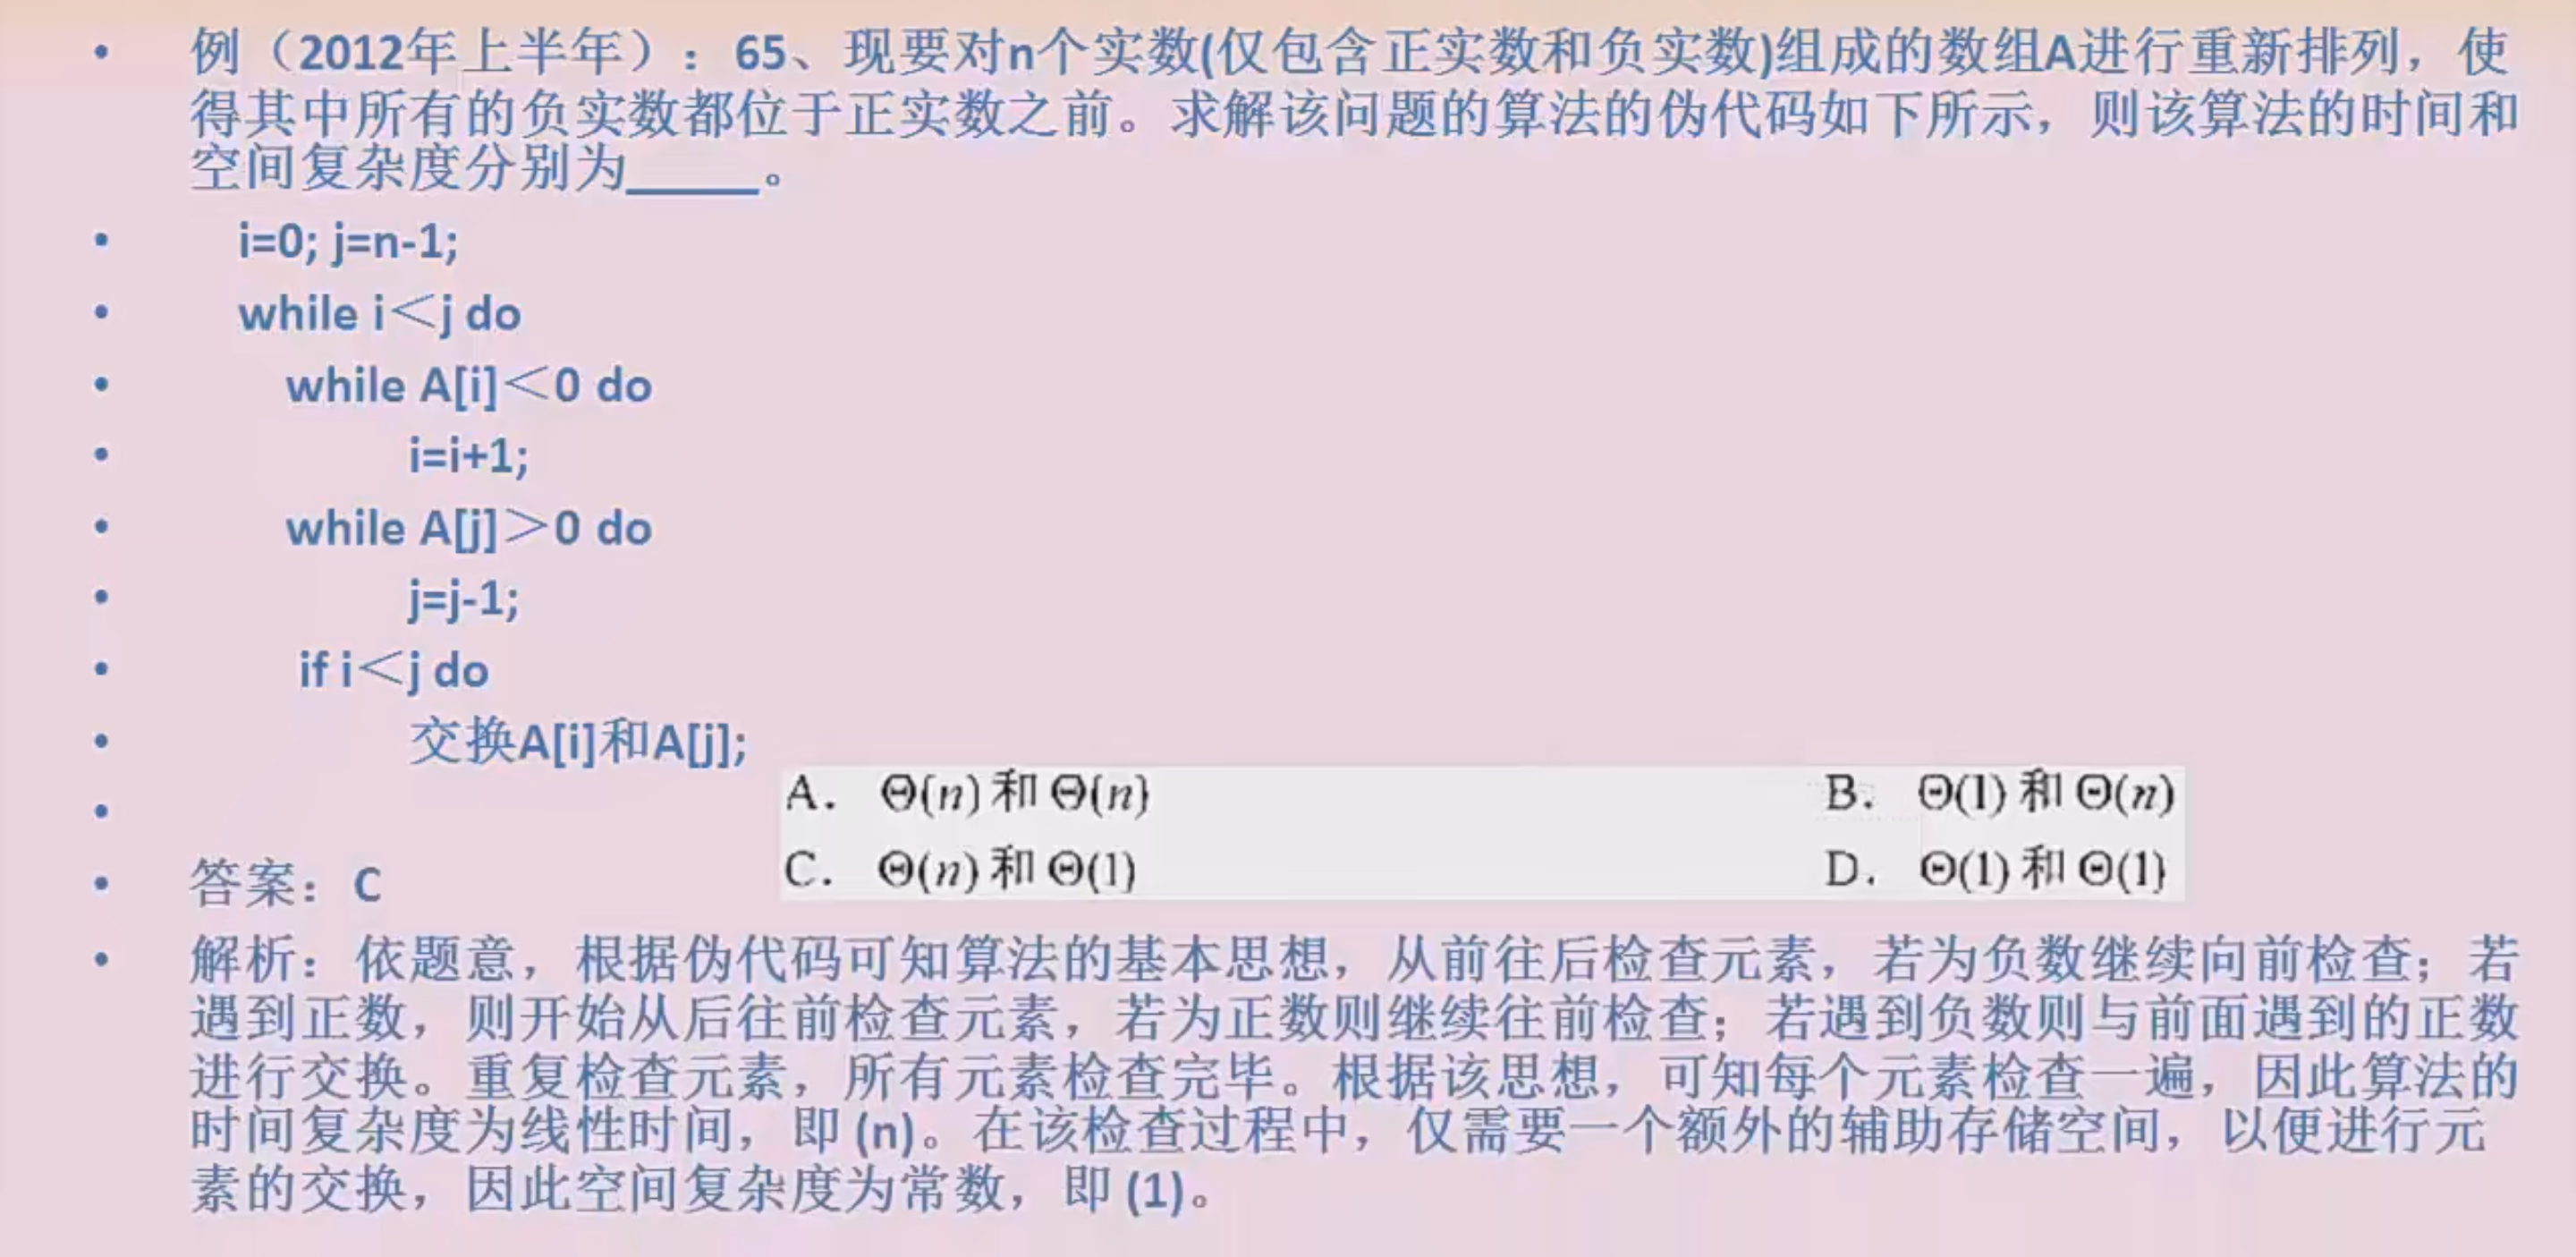 • 例（2012年上半年）：65、现要对n个实数(仅包含正实数和负实数)组成的数组A进行重新排列，使
得其中所有的负实数都位于正实数之前。求解该问题的算法的伪代码如下所示，则该算法的时间和
空间复杂度分别为_____。
• i=0; j=n-1;
• while i＜j do
• while A[i]＜0 do
• i=i+1;
• while A[j]＞0 do
• j=j-1;
• if i＜j do
• 交换A[i]和A[j];
•
A. Θ(n) 和 Θ(n) B. Θ(1) 和 Θ(n)
C. Θ(n) 和 Θ(1) D. Θ(1) 和 Θ(1)
• 答案：C
• 解析：依题意，根据伪代码可知算法的基本思想，从前往后检查元素，若为负数继续向前检查；若
遇到正数，则开始从后往前检查元素，若为正数则继续往前检查；若遇到负数则与前面遇到的正数
进行交换。重复检查元素，所有元素检查完毕。根据该思想，可知每个元素检查一遍，因此算法的
时间复杂度为线性时间，即 (n)。在该检查过程中，仅需要一个额外的辅助存储空间，以便进行元
素的交换，因此空间复杂度为常数，即 (1)。